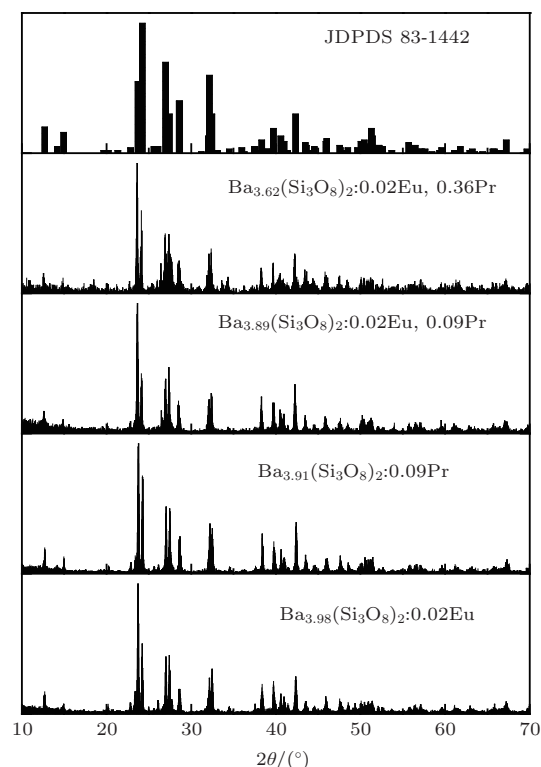 JDPDS 83-1442
Ba3.62(Si3O8)2:0.02Eu, 0.36Pr
Ba3.89(Si3O8)2:0.02Eu, 0.09Pr
Ba3.91(Si3O8)2:0.09Pr
Ba3.98(Si3O8)2:0.02Eu
10 20 30 40 50 60 70
2θ/(°)